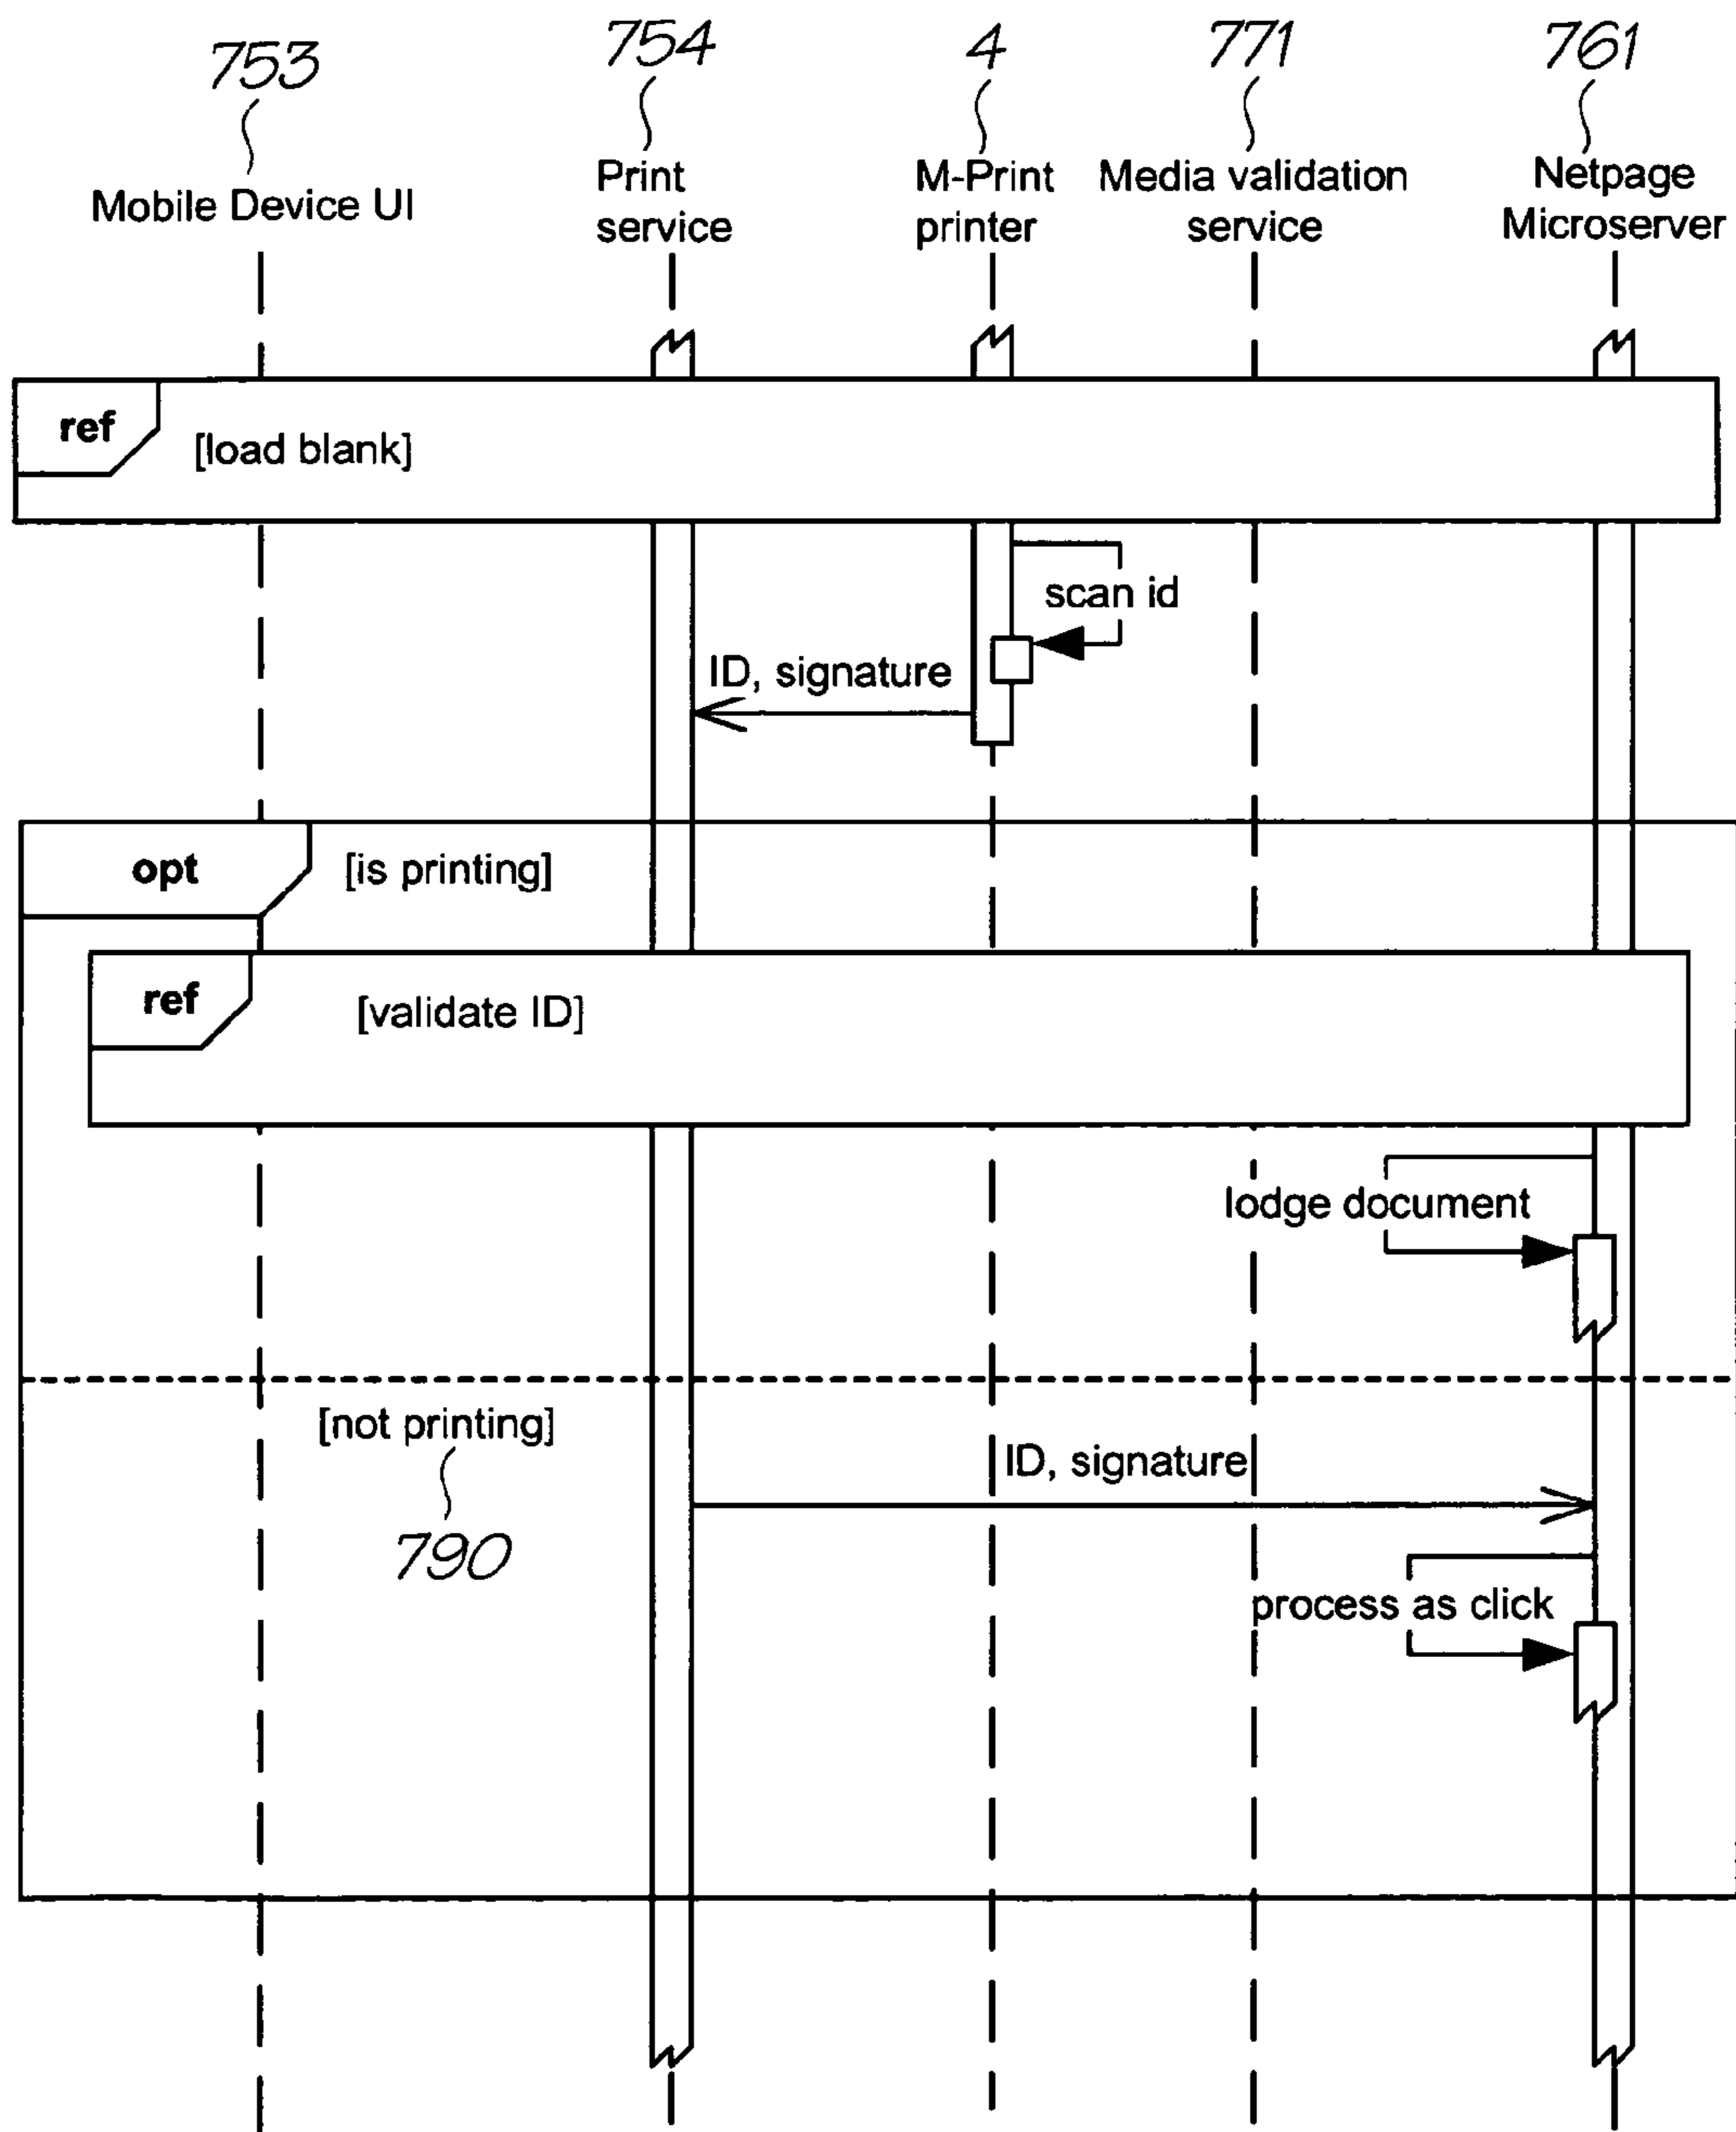 753 754 4 771 761
Mobile Device UI
Print
service
M-Print
printer
Media validation
service
Netpage
Microserver
ref
[load blank]
scan id
ID, signature
opt
[is printing]
ref
[validate ID]
lodge document
[not printing]
ID, signature
790
process as click